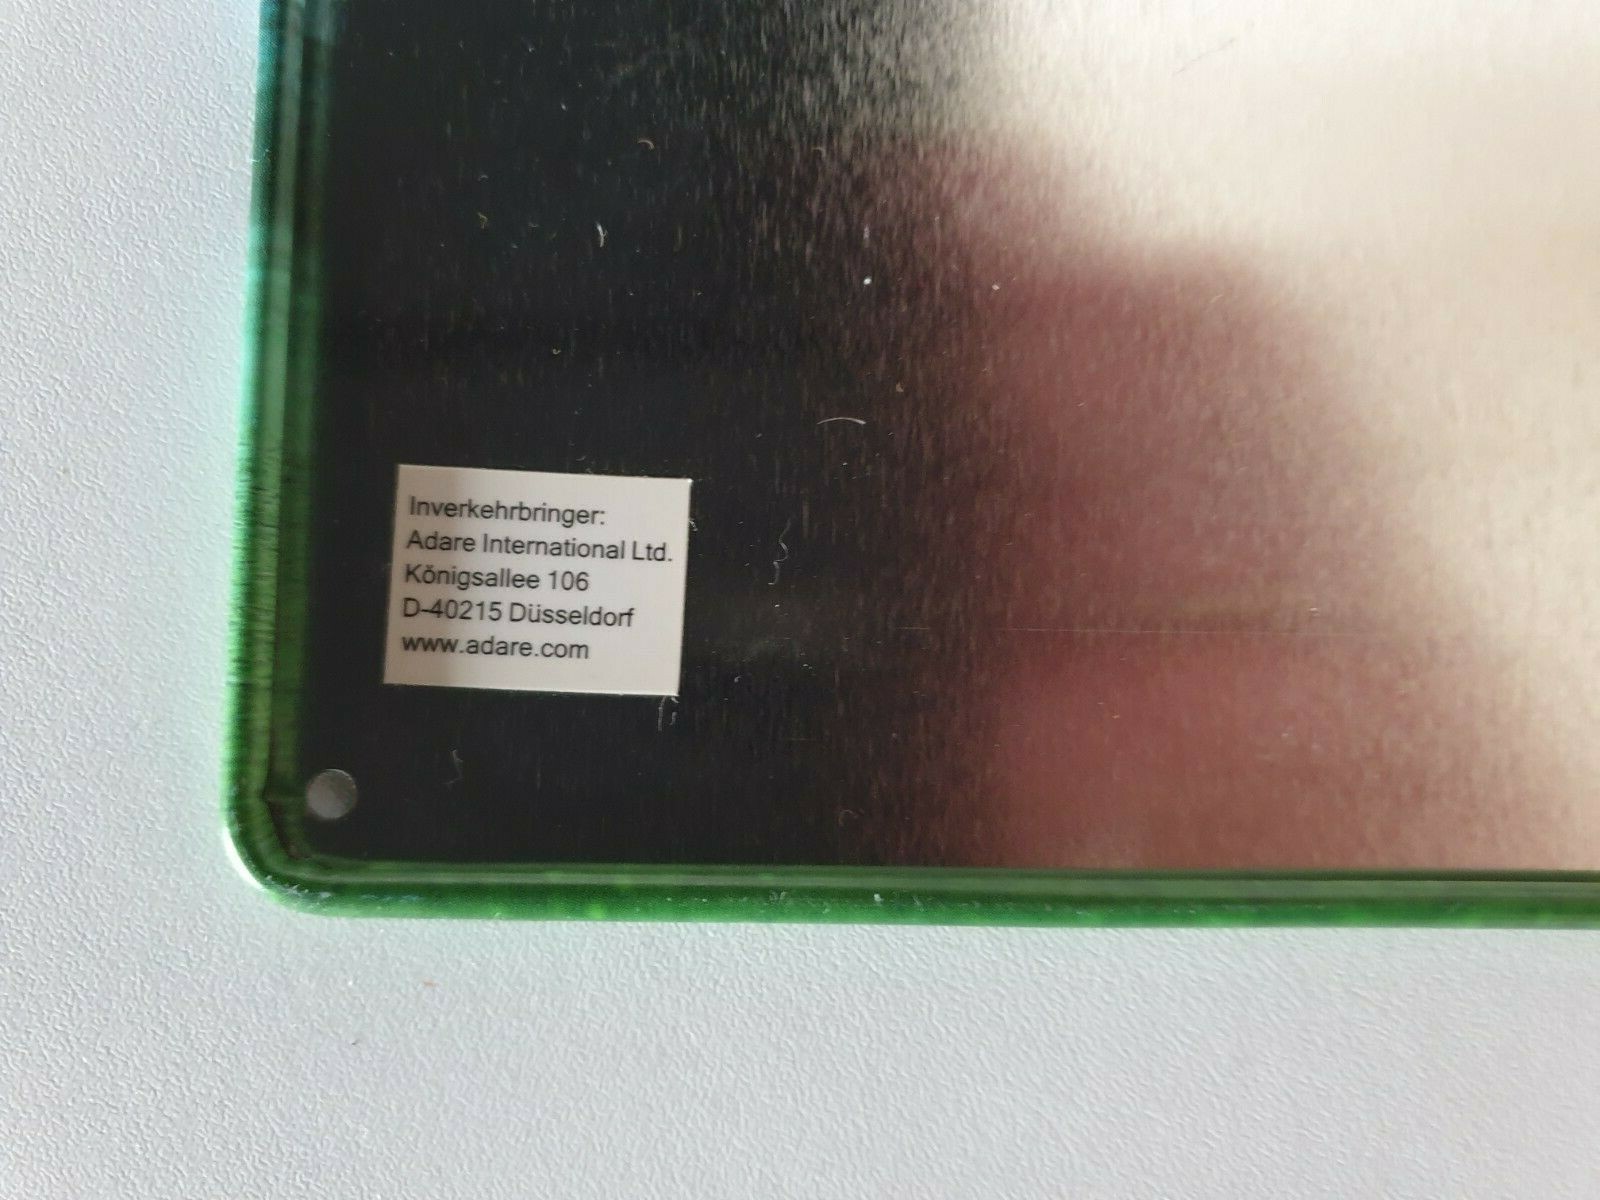 Inverkehrbringer:
Adare International Ltd.
Königsallee 106
D-40215 Düsseldorf
www.adare.com